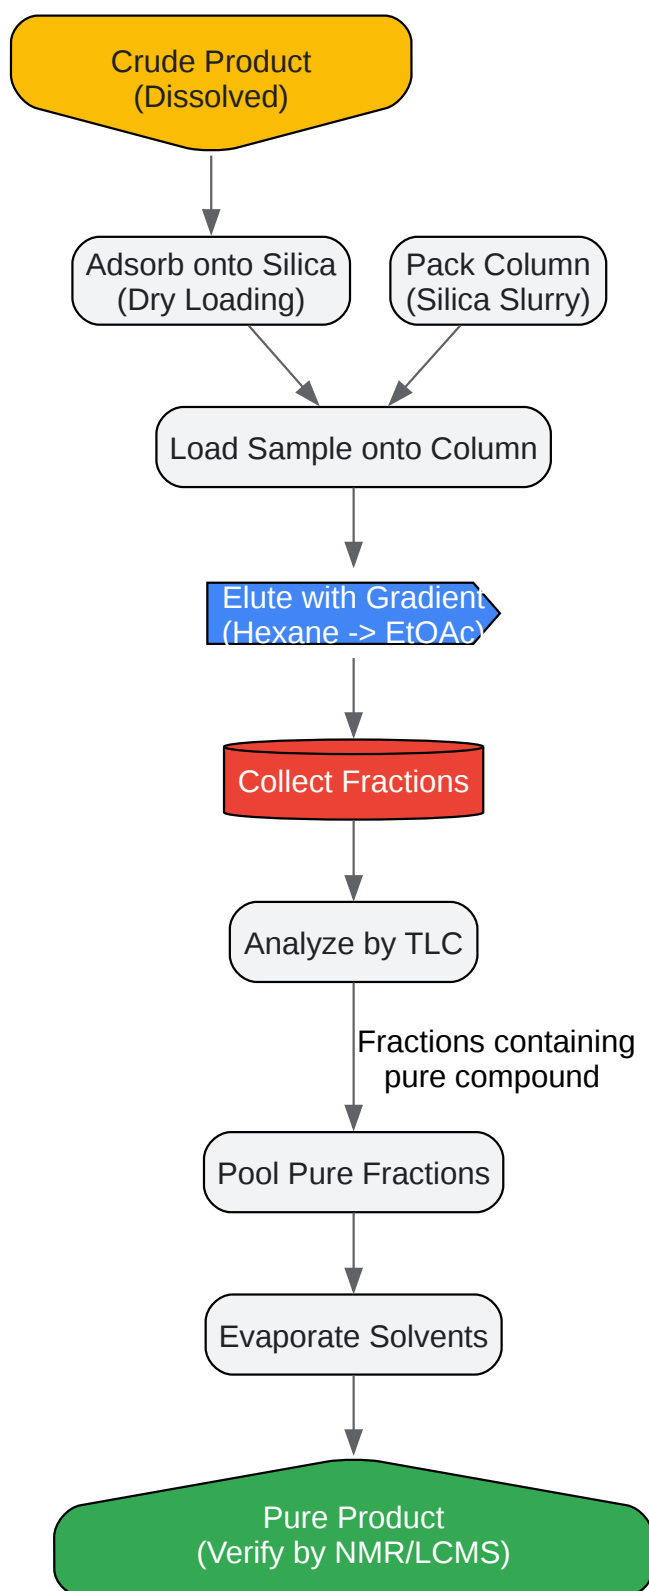 Crude Product
(Dissolved)
Adsorb onto Silica
(Dry Loading)
Pack Column
(Silica Slurry)
Load Sample onto Column
Elute with Gradient
(Hexane -> EtOAc)
Collect Fractions
Analyze by TLC
Fractions containing
pure compound
Pool Pure Fractions
Evaporate Solvents
Pure Product
(Verify by NMR/LCMS)